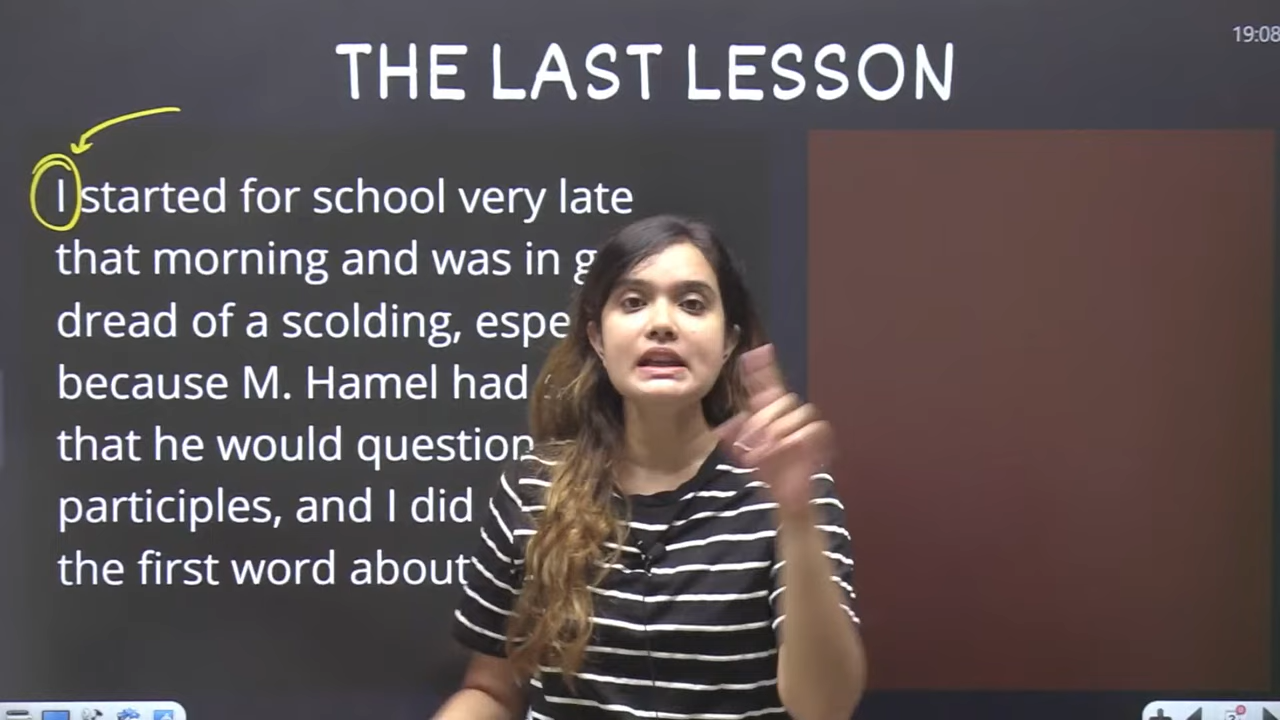 19:08
THE LAST LESSON
I started for school very late
that morning and was in
dread of a scolding,
because M. Hamel had
that he would question
participles, and I did
the first word about